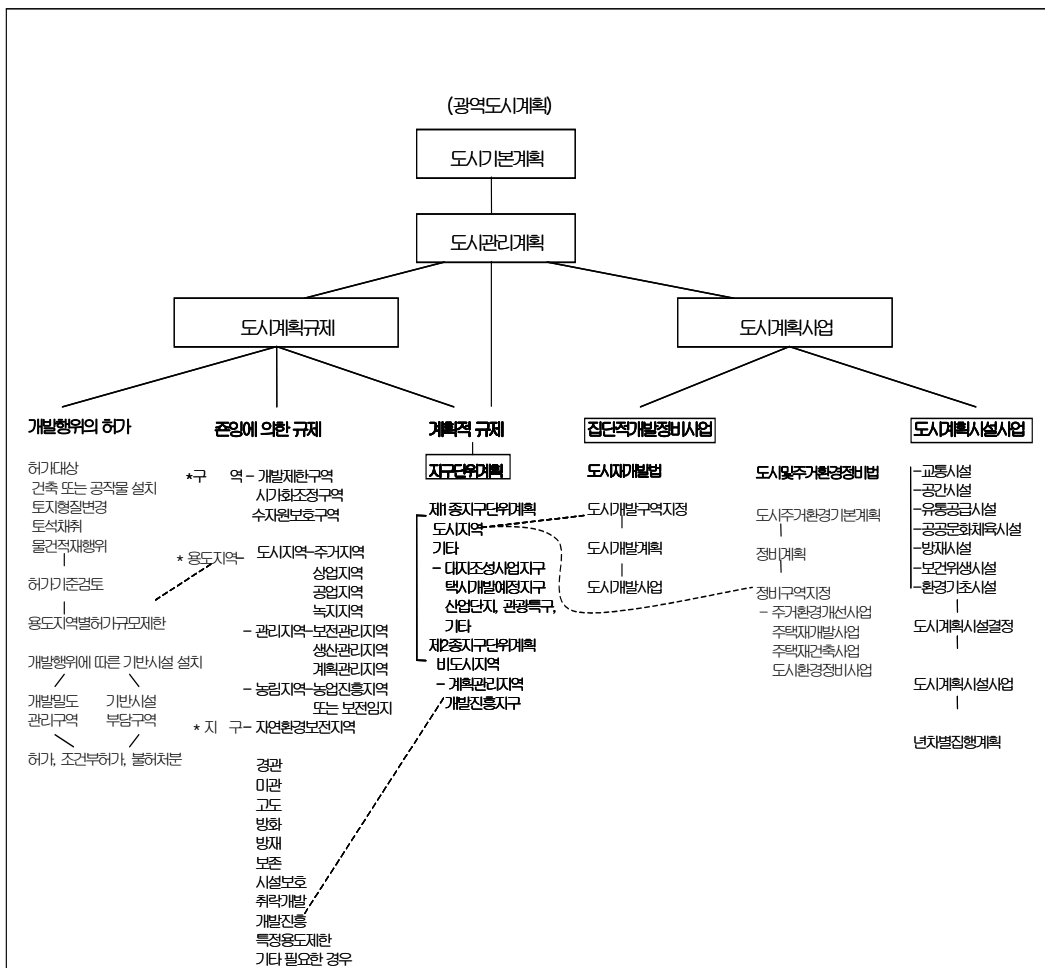 (광역도시계획)
도시기본계획
도시관리계획
도시계획규제
도시계획사업
개발행위의 허가
허가대상
건축 또는 공작물 설치
토지형질변경
토석채취
물건적재행위
허가기준검토
용도지역별허가규모제한
개발행위에 따른 기반시설 설치
개발밀도 관리구역
기반시설 부담구역
허가, 조건부허가, 불허처분
죤잉에 의한 규제
*구 역 - 개발제한구역
시가화조정구역
수자원보호구역
* 용도지역-
도시지역-주거지역
상업지역
공업지역
녹지지역
- 관리지역-보전관리지역
생산관리지역
계획관리지역
- 농림지역-농업진흥지역
또는 보전임지
* 지 구- 자연환경보전지역
경관
미관
고도
방화
방재
보존
시설보호
취락개발
개발진흥
특정용도제한
기타 필요한 경우
계획적 규제
지구단위계획
제1종지구단위계획
도시지역
기타
- 대지조성사업지구
택시개발예정지구
산업단지, 관광특구,
기타
제2종지구단위계획
비도시지역
- 계획관리지역
개발진흥지구
집단적개발정비사업
도시재개발법
도시개발구역지정
도시개발계획
도시개발사업
도시및주거환경정비법
도시주거환경기본계획
정비계획
정비구역지정
- 주거환경개선사업
주택재개발사업
주택재건축사업
도시환경정비사업
도시계획시설사업
-교통시설
-공간시설
-유통공급시설
-공공문화체육시설
-방재시설
-보건위생시설
-환경기초시설
도시계획시설결정
도시계획시설사업
년차별집행계획